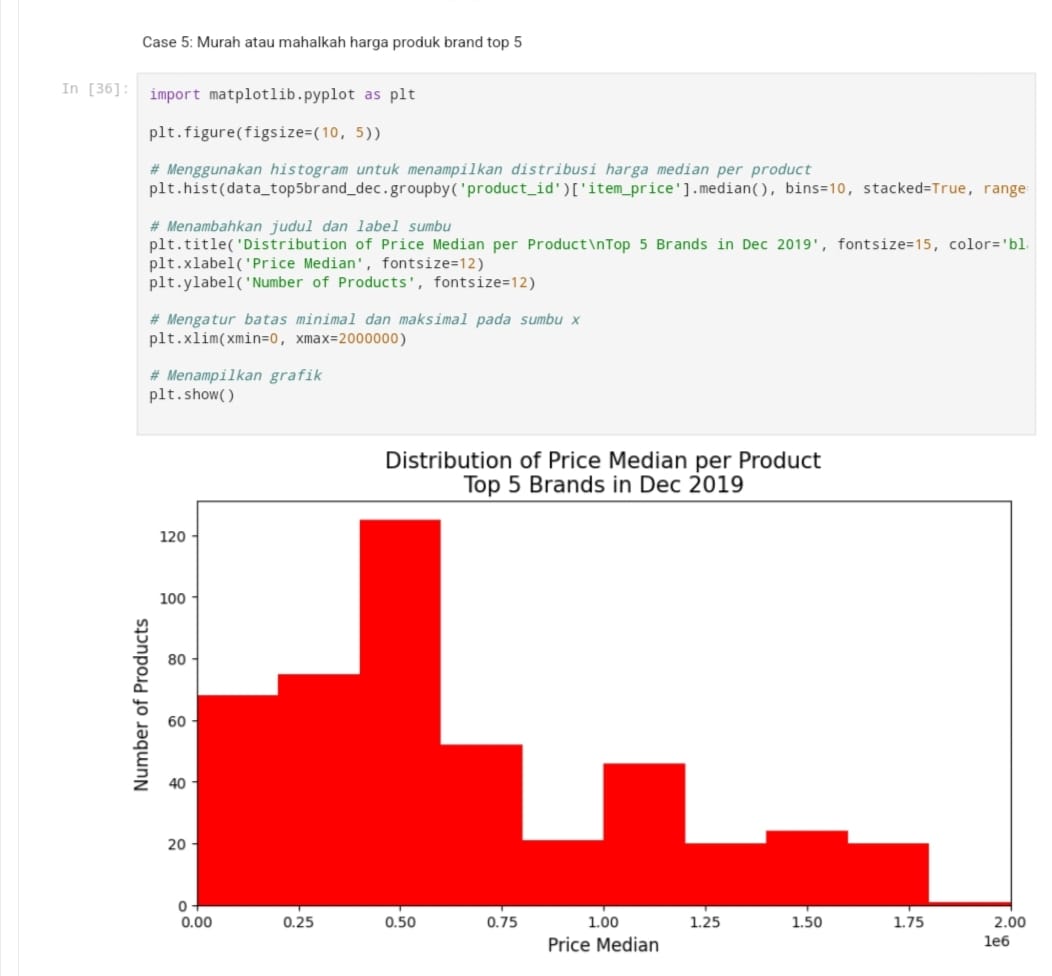 Case 5: Murah atau mahalkah harga produk brand top 5
In [36]:
import matplotlib.pyplot as plt
plt.figure(figsize=(10, 5))
# Menggunakan histogram untuk menampilkan distribusi harga median per product
plt.hist(data_top5brand_dec.groupby('product_id')['item_price'].median(), bins=10, stacked=True, range
# Menambahkan judul dan label sumbu
plt.title('Distribution of Price Median per Product\nTop 5 Brands in Dec 2019', fontsize=15, color='bl
plt.xlabel('Price Median', fontsize=12)
plt.ylabel('Number of Products', fontsize=12)
# Mengatur batas minimal dan maksimal pada sumbu x
plt.xlim(xmin=0, xmax=2000000)
# Menampilkan grafik
plt.show()
Distribution of Price Median per Product
Top 5 Brands in Dec 2019
Number of Products
120
100
80
60
40
20
0
0.00 0.25 0.50 0.75 1.00 1.25 1.50 1.75 2.00
1e6
Price Median